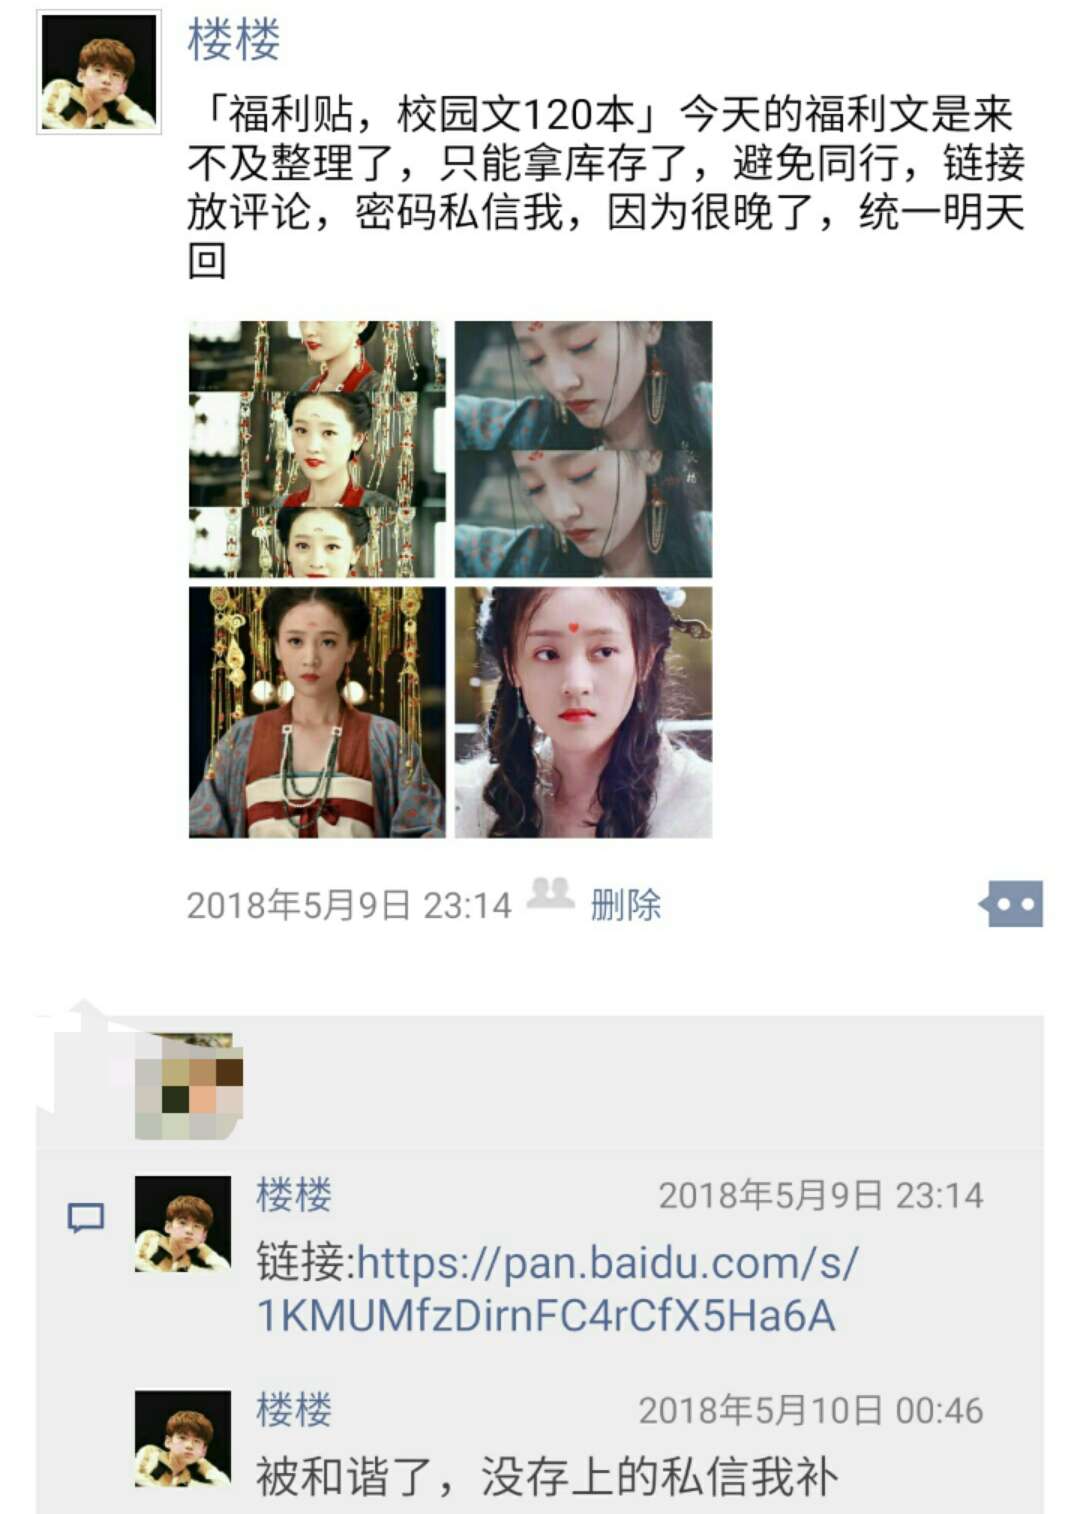 楼楼
「福利贴，校园文120本」今天的福利文是来
不及整理了，只能拿库存了，避免同行，链接
放评论，密码私信我，因为很晚了，统一明天
回
2018年5月9日 23:14 删除
楼楼 2018年5月9日 23:14
链接:https://pan.baidu.com/s/
1KMUMfzDirnFC4rCfX5Ha6A
楼楼 2018年5月10日 00:46
被和谐了，没存上的私信我补